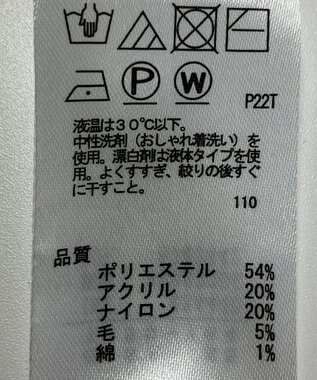 P
W
P22T
液温は30℃以下。
中性洗剤(おしゃれ着洗い)を
使用。漂白剤は液体タイプを使
用。よくすすぎ、絞りの後すぐ
に干すこと。
110
品質
ポリエステル 54%
アクリル 20%
ナイロン 20%
毛 5%
綿 1%